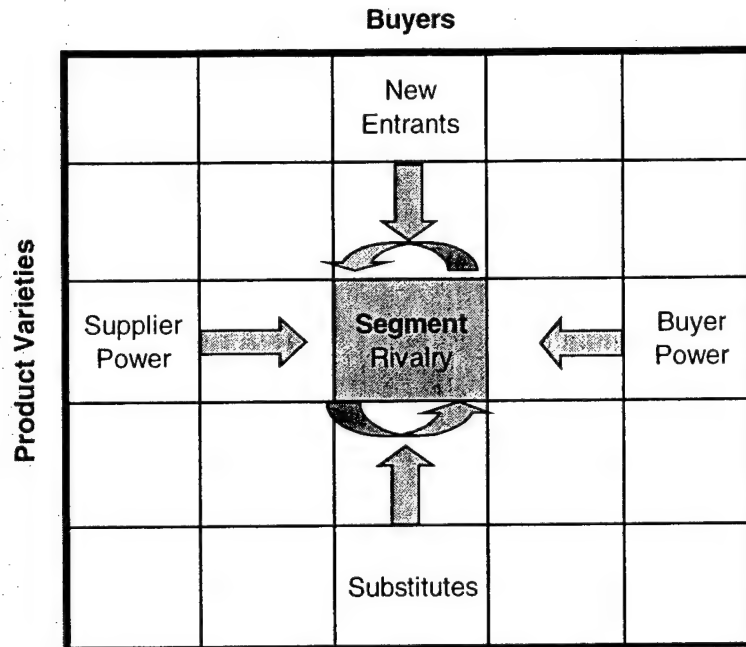 Buyers
New
Entrants
Product Varieties
Supplier
Power
Segment
Rivalry
Buyer
Power
Substitutes